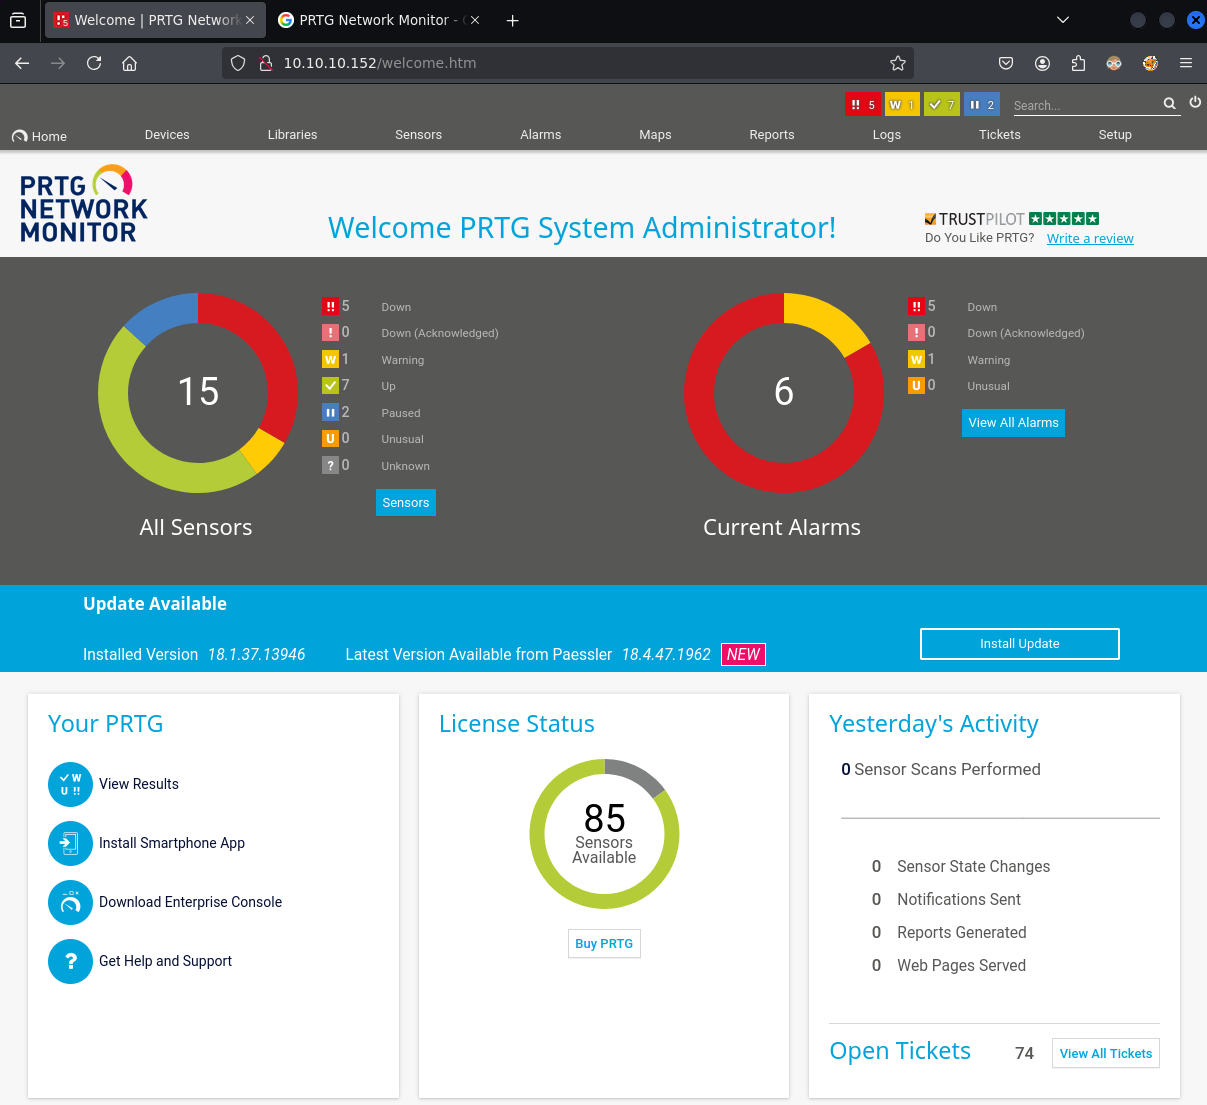 Welcome | PRTG Network
PRTG Network Monitor -
10.10.10.152/welcome.htm
!! 5 W 1 7 2 Search...
Home Devices Libraries Sensors Alarms Maps Reports Logs Tickets Setup
PRTG
NETWORK
MONITOR
Welcome PRTG System Administrator!
TRUSTPILOT
Do You Like PRTG? Write a review
15
!! 5 Down
! 0 Down (Acknowledged)
W 1 Warning
7 Up
2 Paused
U 0 Unusual
? 0 Unknown
Sensors
All Sensors
6
!! 5 Down
! 0 Down (Acknowledged)
W 1 Warning
U 0 Unusual
View All Alarms
Current Alarms
Update Available
Installed Version 18.1.37.13946 Latest Version Available from Paessler 18.4.47.1962 NEW
Install Update
Your PRTG
W
U !!
View Results
Install Smartphone App
Download Enterprise Console
? Get Help and Support
License Status
85
Sensors
Available
Buy PRTG
Yesterday's Activity
0 Sensor Scans Performed
0 Sensor State Changes
0 Notifications Sent
0 Reports Generated
0 Web Pages Served
Open Tickets 74 View All Tickets